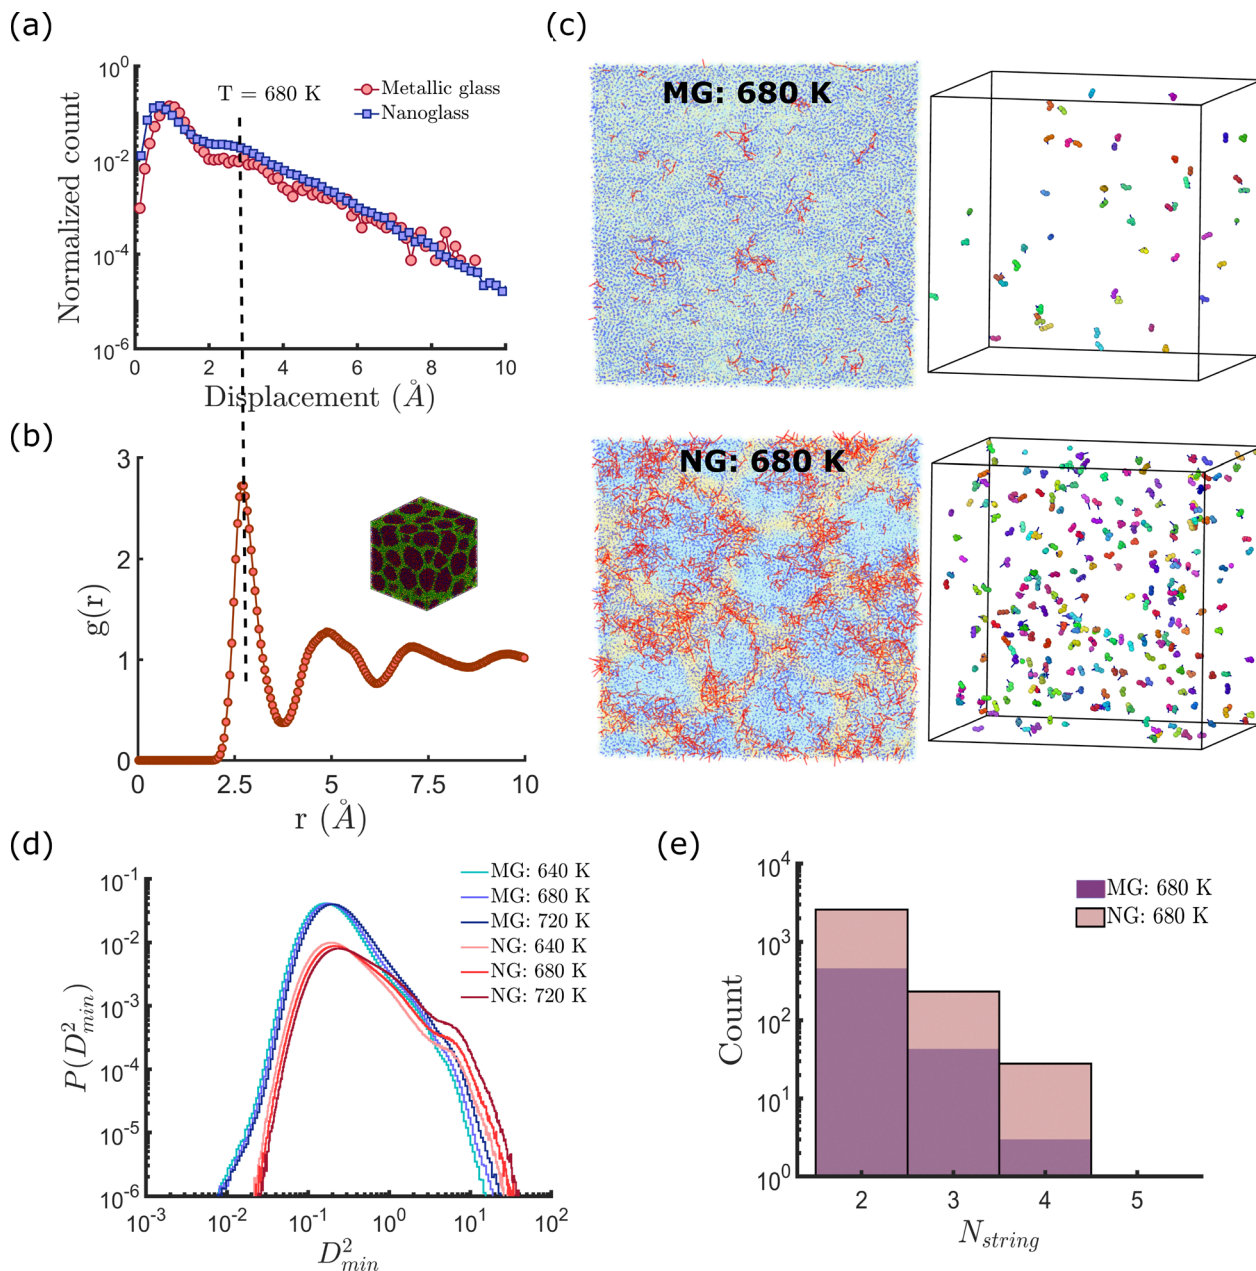 (a)
10^0
10^-2
10^-4
10^-6
Normalized count
T = 680 K
Metallic glass
Nanoglass
0 2 4 6 8 10
Displacement (Å)
(b)
3
2
1
0
g(r)
0 2.5 5 7.5 10
r (Å)
(c)
MG: 680 K
NG: 680 K
(d)
10^-1
10^-2
10^-3
10^-4
10^-5
10^-6
P(D^2_min)
MG: 640 K
MG: 680 K
MG: 720 K
NG: 640 K
NG: 680 K
NG: 720 K
10^-3 10^-2 10^-1 10^0 10^1 10^2
D^2_min
(e)
10^4
10^3
10^2
10^1
10^0
Count
MG: 680 K
NG: 680 K
2 3 4 5
N_string